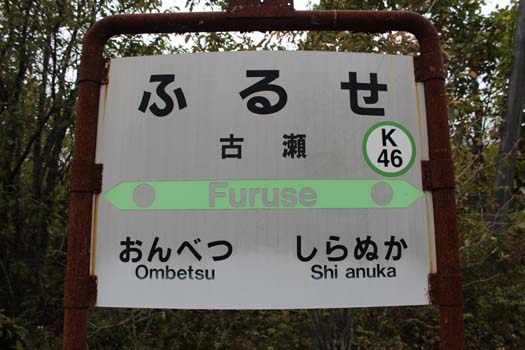 ふるせ
古瀬
K
46
Furuse
おんべつ しらぬか
Ombetsu Shi anuka